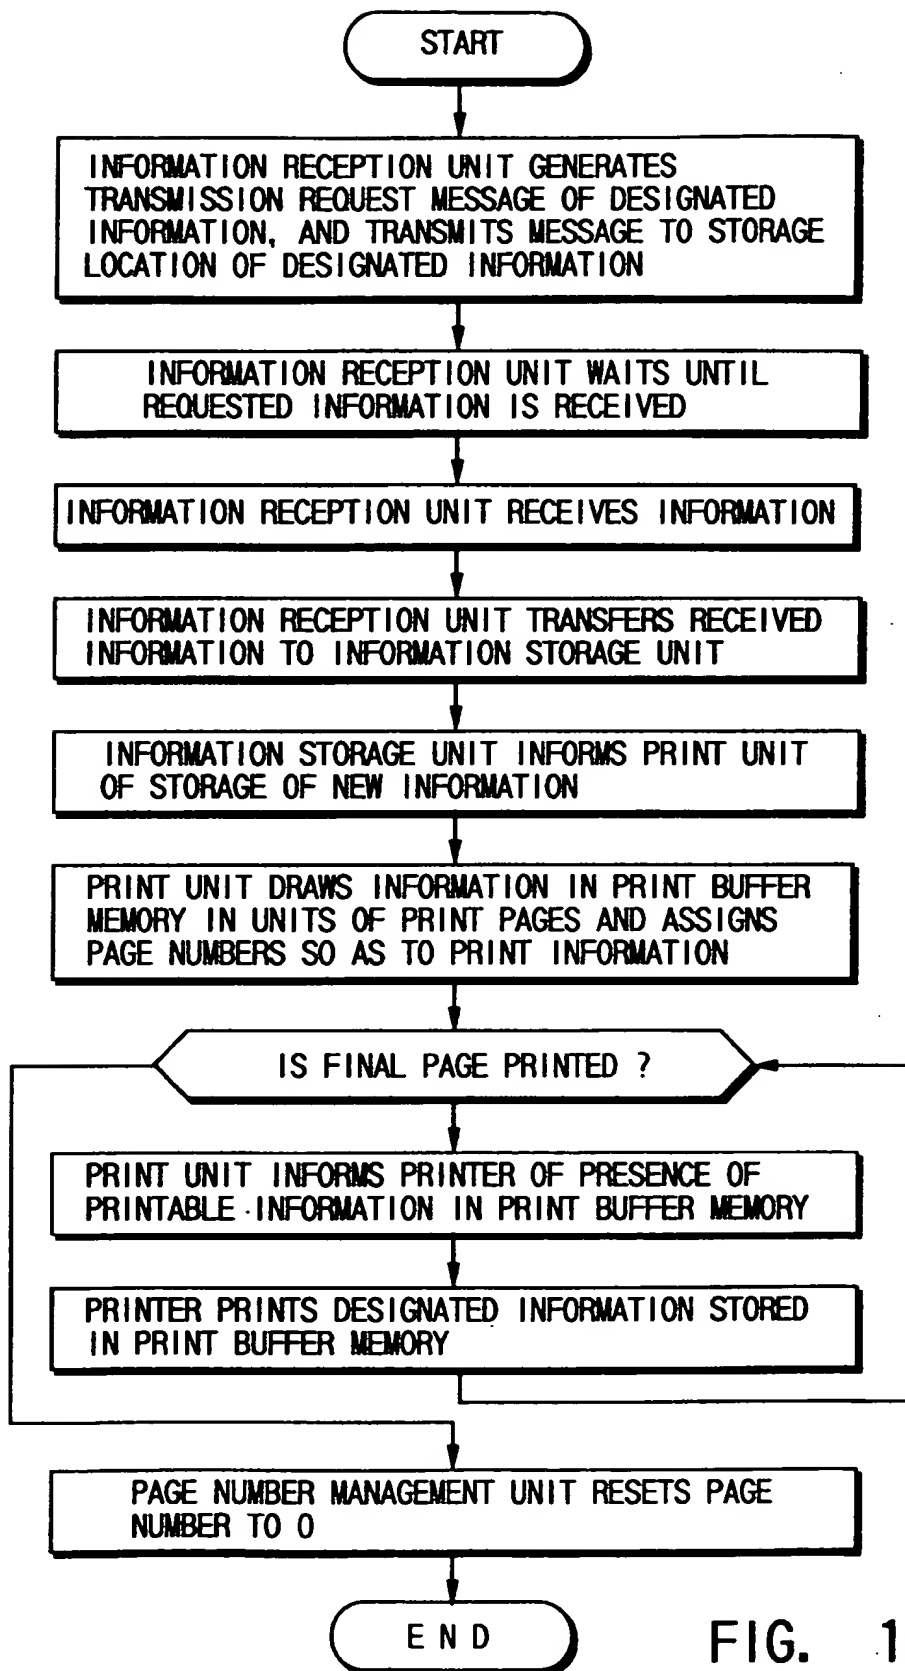 START
INFORMATION RECEPTION UNIT GENERATES
TRANSMISSION REQUEST MESSAGE OF DESIGNATED
INFORMATION, AND TRANSMITS MESSAGE TO STORAGE
LOCATION OF DESIGNATED INFORMATION
INFORMATION RECEPTION UNIT WAITS UNTIL
REQUESTED INFORMATION IS RECEIVED
INFORMATION RECEPTION UNIT RECEIVES INFORMATION
INFORMATION RECEPTION UNIT TRANSFERS RECEIVED
INFORMATION TO INFORMATION STORAGE UNIT
INFORMATION STORAGE UNIT INFORMS PRINT UNIT
OF STORAGE OF NEW INFORMATION
PRINT UNIT DRAWS INFORMATION IN PRINT BUFFER
MEMORY IN UNITS OF PRINT PAGES AND ASSIGNS
PAGE NUMBERS SO AS TO PRINT INFORMATION
IS FINAL PAGE PRINTED ?
PRINT UNIT INFORMS PRINTER OF PRESENCE OF
PRINTABLE INFORMATION IN PRINT BUFFER MEMORY
PRINTER PRINTS DESIGNATED INFORMATION STORED
IN PRINT BUFFER MEMORY
PAGE NUMBER MANAGEMENT UNIT RESETS PAGE
NUMBER TO 0
END
FIG. 1